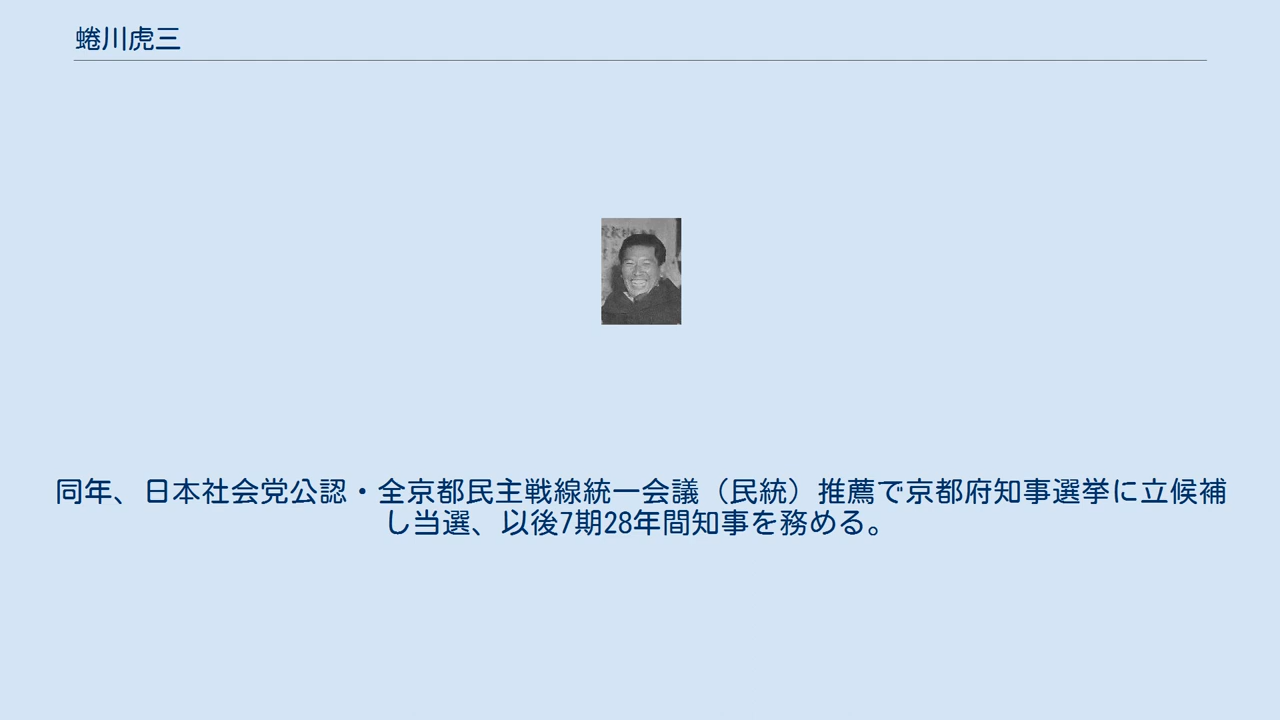 蜷川虎三
同年、日本社会党公認・全京都民主戦線統一会議（民統）推薦で京都府知事選挙に立候補
し当選、以後7期28年間知事を務める。